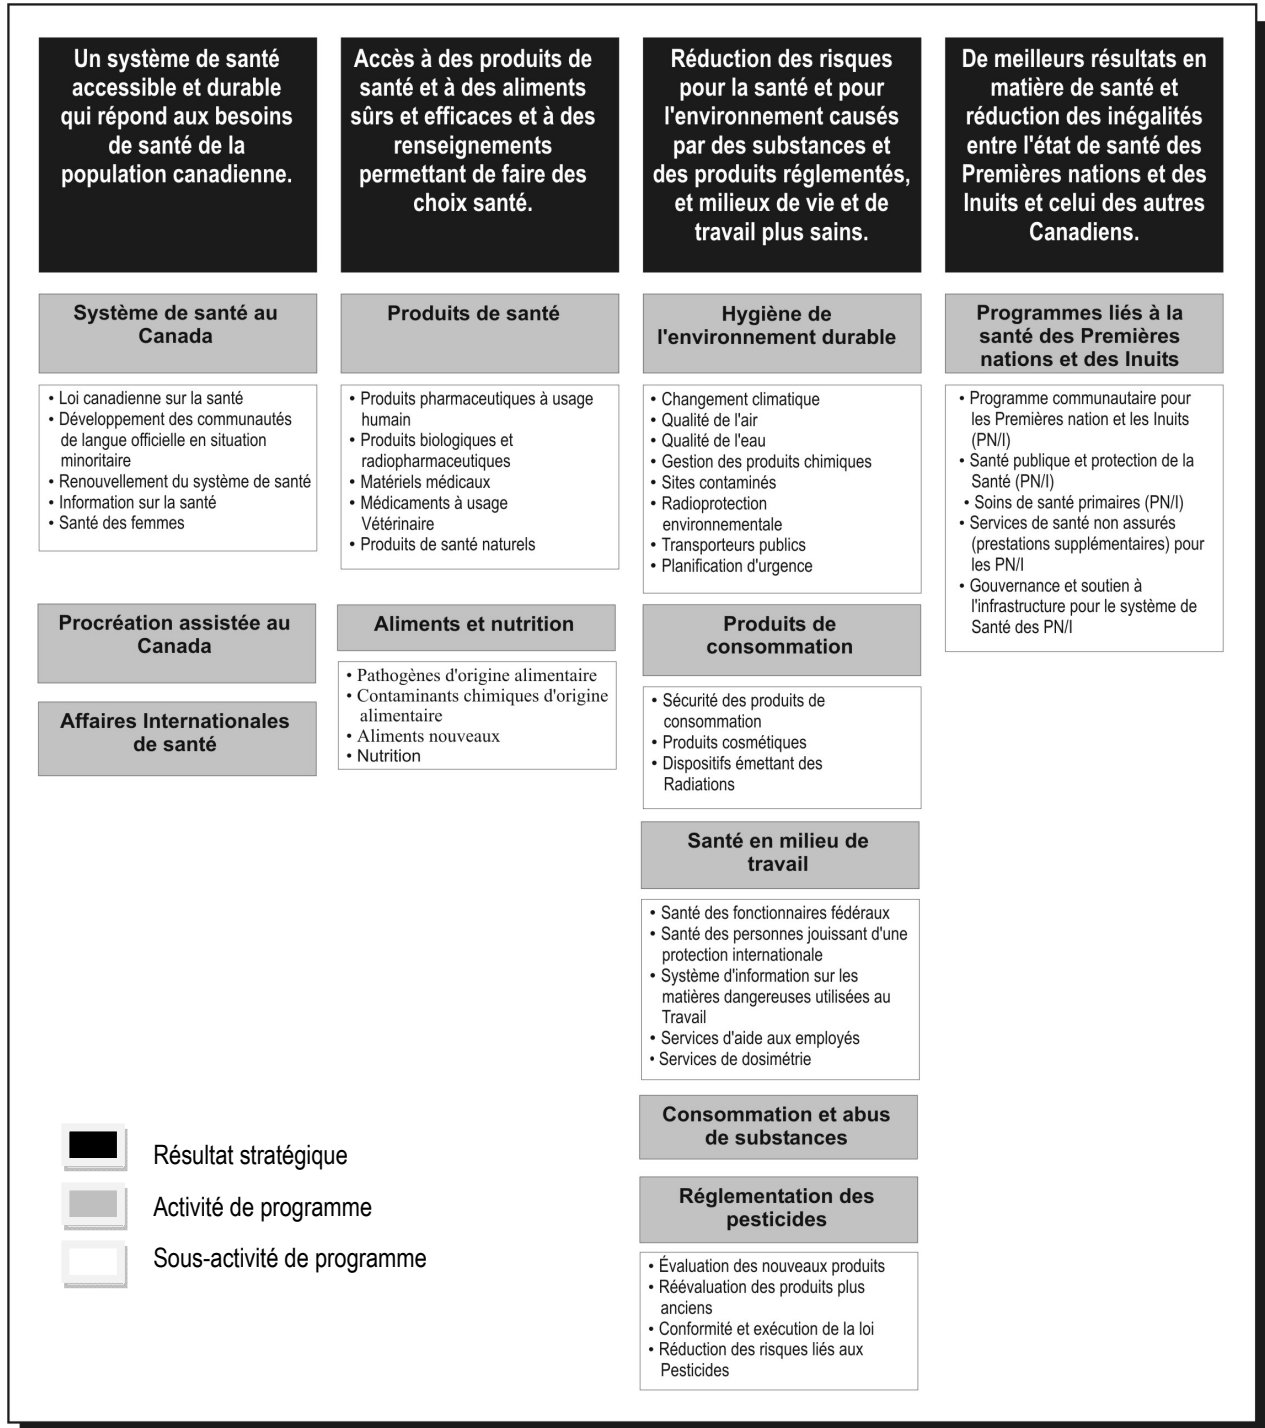 Un système de santé
accessible et durable
qui répond aux besoins
de santé de la
population canadienne.
Système de santé au
Canada
• Loi canadienne sur la santé
• Développement des communautés
de langue officielle en situation
minoritaire
• Renouvellement du système de santé
• Information sur la santé
• Santé des femmes
Procréation assistée au
Canada
Affaires Internationales
de santé
Accès à des produits de
santé et à des aliments
sûrs et efficaces et à des
renseignements
permettant de faire des
choix santé.
Produits de santé
• Produits pharmaceutiques à usage
humain
• Produits biologiques et
radiopharmaceutiques
• Matériels médicaux
• Médicaments à usage
Vétérinaire
• Produits de santé naturels
Aliments et nutrition
• Pathogènes d'origine alimentaire
• Contaminants chimiques d'origine
alimentaire
• Aliments nouveaux
• Nutrition
Réduction des risques
pour la santé et pour
l'environnement causés
par des substances et
des produits réglementés,
et milieux de vie et de
travail plus sains.
Hygiène de
l'environnement durable
• Changement climatique
• Qualité de l'air
• Qualité de l'eau
• Gestion des produits chimiques
• Sites contaminés
• Radioprotection
environnementale
• Transporteurs publics
• Planification d'urgence
Produits de
consommation
• Sécurité des produits de
consommation
• Produits cosmétiques
• Dispositifs émettant des
Radiations
Santé en milieu de
travail
• Santé des fonctionnaires fédéraux
• Santé des personnes jouissant d'une
protection internationale
• Système d'information sur les
matières dangereuses utilisées au
Travail
• Services d'aide aux employés
• Services de dosimétrie
Consommation et abus
de substances
Réglementation des
pesticides
• Évaluation des nouveaux produits
• Réévaluation des produits plus
anciens
• Conformité et exécution de la loi
• Réduction des risques liés aux
Pesticides
De meilleurs résultats en
matière de santé et
réduction des inégalités
entre l'état de santé des
Premières nations et des
Inuits et celui des autres
Canadiens.
Programmes liés à la
santé des Premières
nations et des Inuits
• Programme communautaire pour
les Premières nation et les Inuits
(PN/I)
• Santé publique et protection de la
Santé (PN/I)
• Soins de santé primaires (PN/I)
• Services de santé non assurés
(prestations supplémentaires) pour
les PN/I
• Gouvernance et soutien à
l'infrastructure pour le système de
Santé des PN/I
Résultat stratégique
Activité de programme
Sous-activité de programme